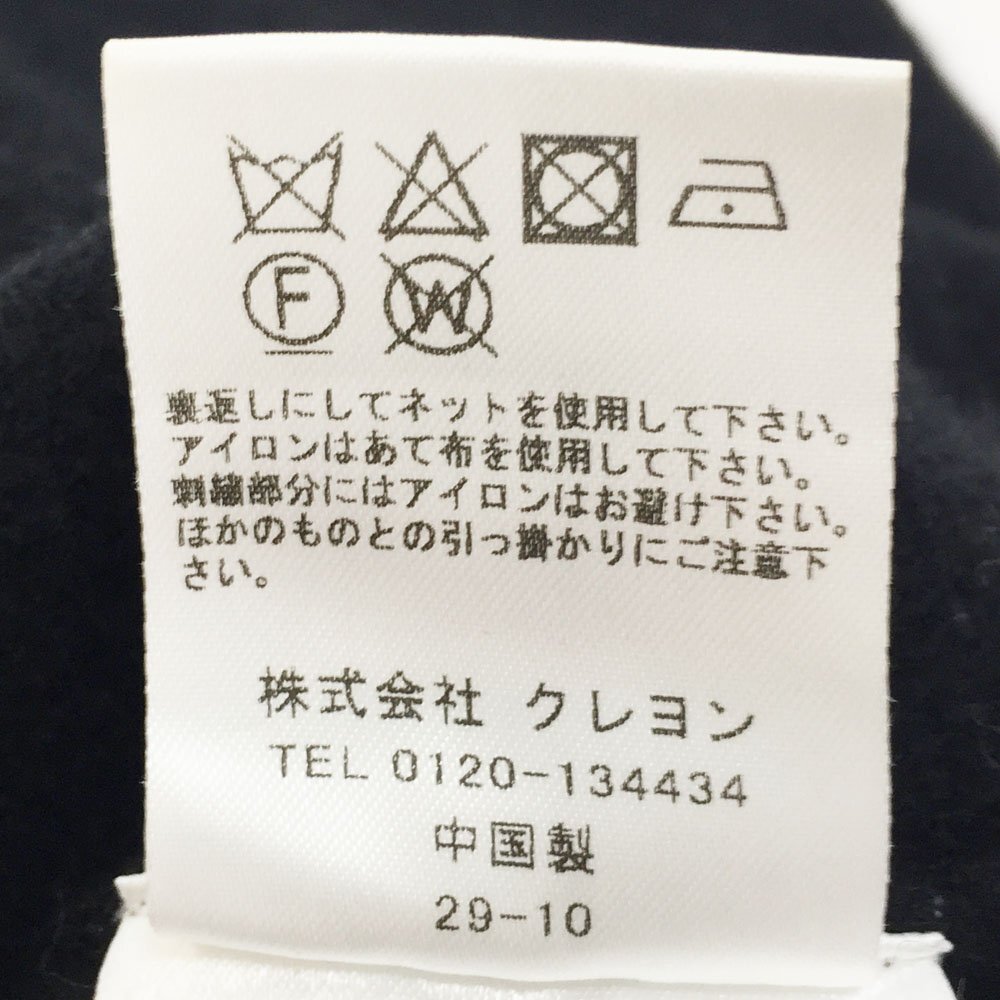 F W
裏返しにしてネットを使用して下さい。
アイロンはあて布を使用して下さい。
刺繍部分にはアイロンはお避け下さい。
ほかのものとの引っ掛かりにご注意下
さい。
株式会社 クレヨン
TEL 0120-134434
中国製
29-10